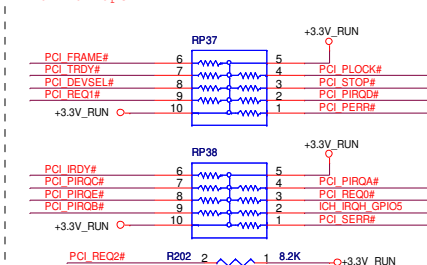 RP37
+3.3V_RUN
PCI_FRAME# 6 5
PCI_TRDY# 7 4 PCI_PLOCK#
PCI_DEVSEL# 8 3 PCI_STOP#
PCI_REQ1# 9 2 PCI_PIRQD#
+3.3V_RUN 10 1 PCI_PERR#
RP38
+3.3V_RUN
PCI_IRDY# 6 5
PCI_PIRQC# 7 4 PCI_PIRQA#
PCI_PIRQE# 8 3 PCI_REQ0#
PCI_PIRQB# 9 2 ICH_IRQH_GPIO5
+3.3V_RUN 10 1 PCI_SERR#
PCI_REQ2# R202 2 1 8.2K +3.3V_RUN